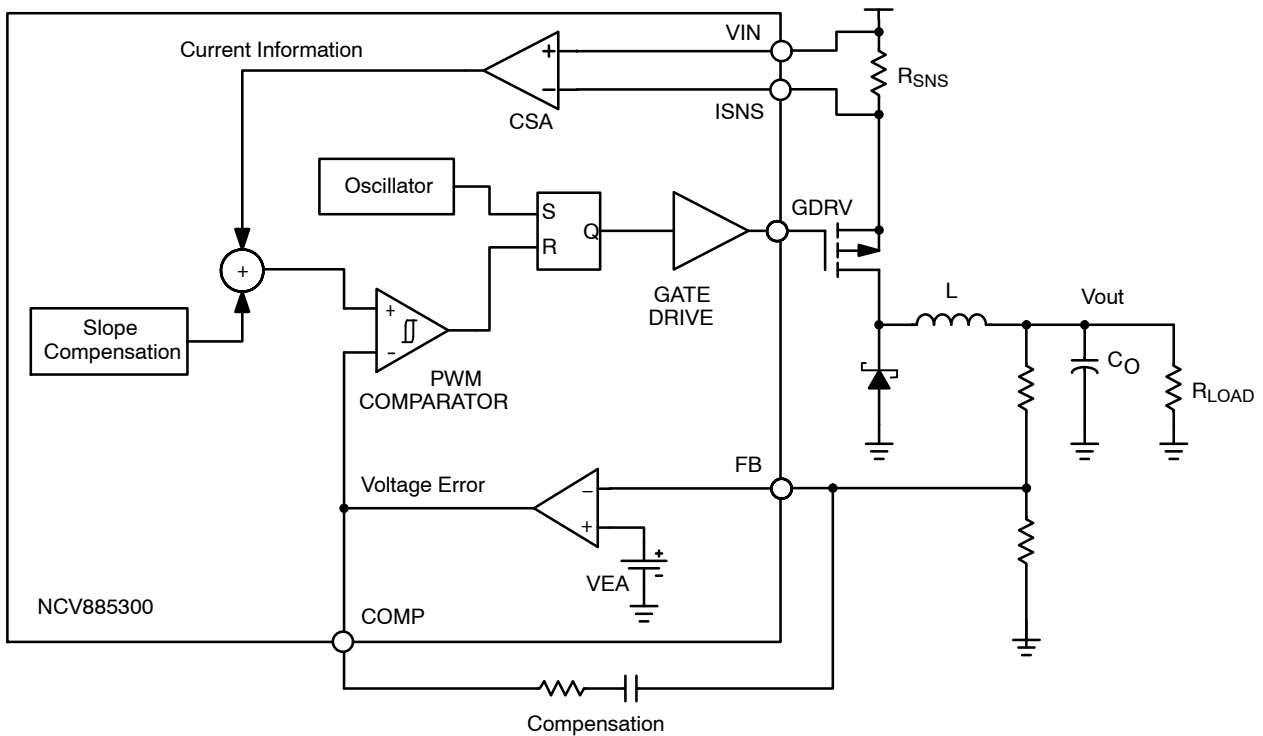 VIN
Current Information
+
−
RSNS
CSA
ISNS
Oscillator
S
R
Q
GDRV
+
GATE
DRIVE
L
Vout
Slope
Compensation
+
−
PWM
COMPARATOR
CO
RLOAD
FB
Voltage Error
−
+
+
−
VEA
NCV885300
COMP
Compensation